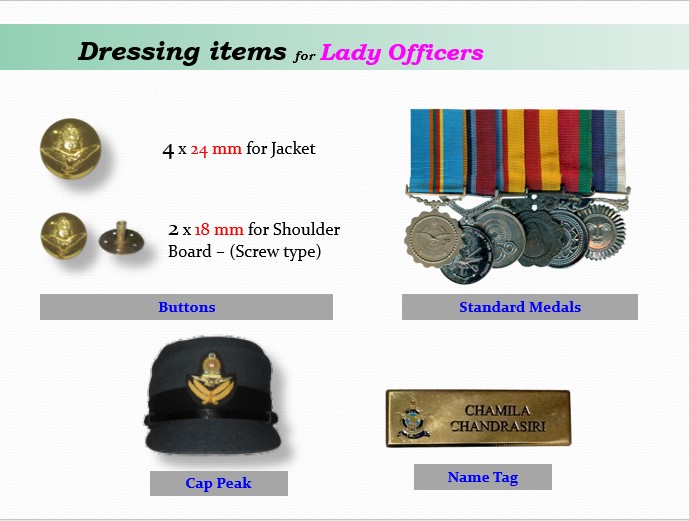 Dressing items for Lady Officers
4 x 24 mm for Jacket
2 x 18 mm for Shoulder
Board – (Screw type)
Buttons
Standard Medals
CHAMILA
CHANDRASIRI
Cap Peak
Name Tag